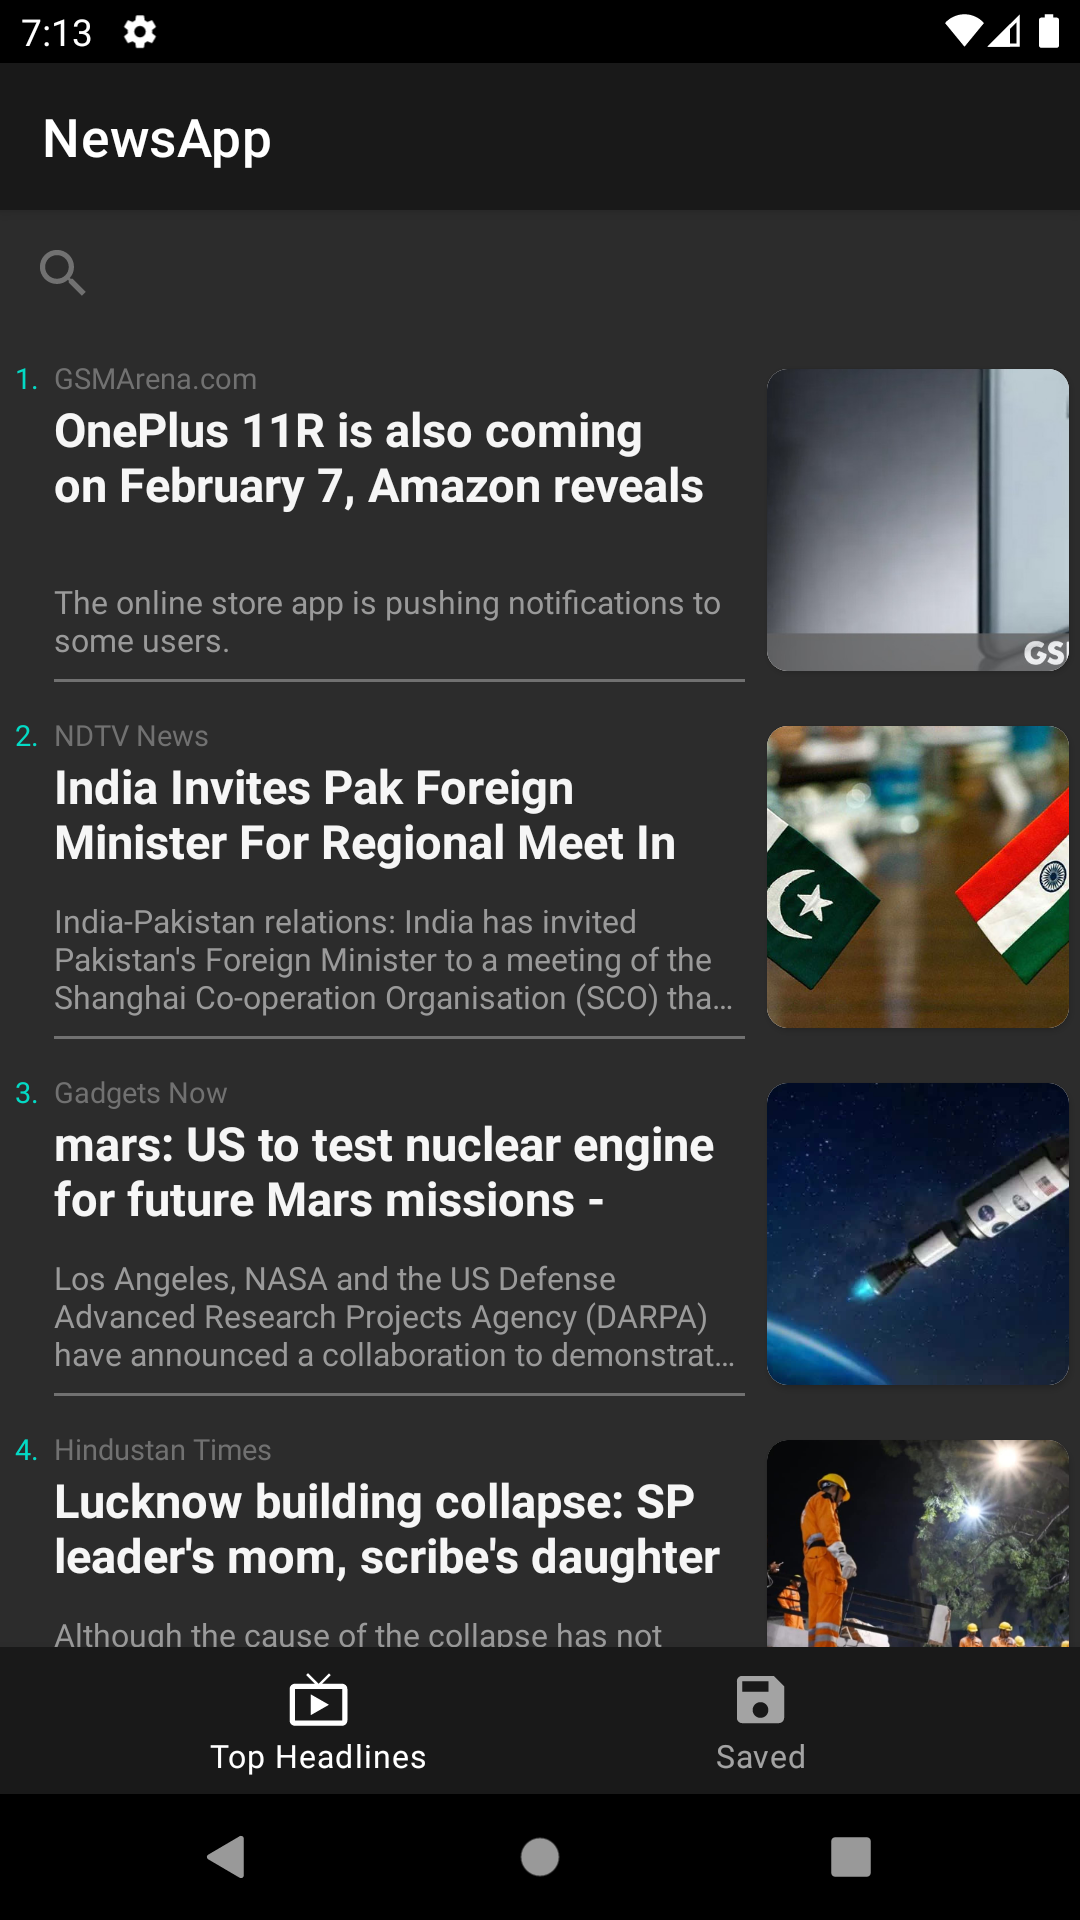 7:13
NewsApp
1. GSMArena.com
OnePlus 11R is also coming
on February 7, Amazon reveals
The online store app is pushing notifications to
some users.
GS
2. NDTV News
India Invites Pak Foreign
Minister For Regional Meet In
India-Pakistan relations: India has invited
Pakistan's Foreign Minister to a meeting of the
Shanghai Co-operation Organisation (SCO) tha…
3. Gadgets Now
mars: US to test nuclear engine
for future Mars missions -
Los Angeles, NASA and the US Defense
Advanced Research Projects Agency (DARPA)
have announced a collaboration to demonstrat…
4. Hindustan Times
Lucknow building collapse: SP
leader's mom, scribe's daughter
Although the cause of the collapse has not
Top Headlines
Saved